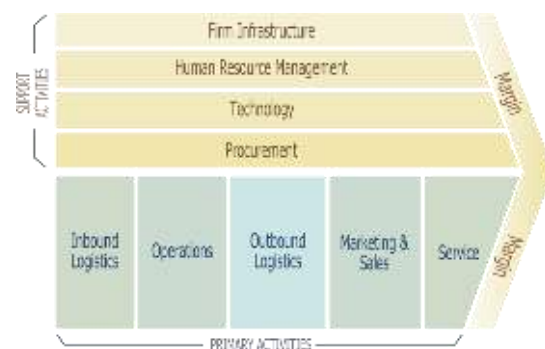 Firm Infrastructure
Human Resource Management
Technology
Procurement
SUPPORT
ACTIVITIES
Margin
Inbound
Logistics
Operations
Outbound
Logistics
Marketing &
Sales
Service
Margin
PRIMARY ACTIVITIES